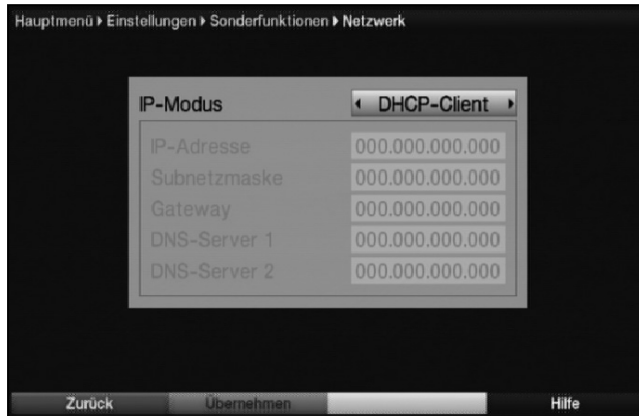 Hauptmenü ▸ Einstellungen ▸ Sonderfunktionen ▸ Netzwerk
IP-Modus ◂ DHCP-Client ▸
IP-Adresse 000.000.000.000
Subnetzmaske 000.000.000.000
Gateway 000.000.000.000
DNS-Server 1 000.000.000.000
DNS-Server 2 000.000.000.000
Zurück Übernehmen Hilfe